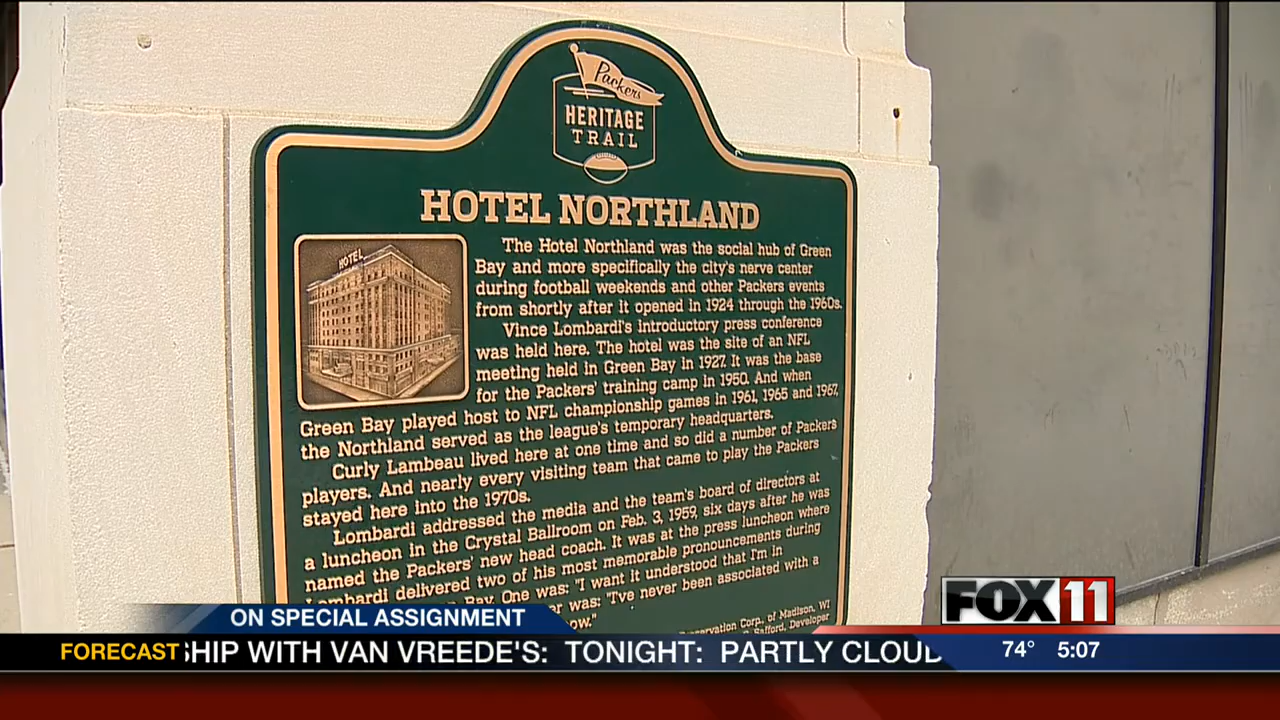 Packers
HERITAGE
TRAIL
HOTEL NORTHLAND
HOTEL
The Hotel Northland was the social hub of Green
Bay and more specifically the city's nerve center
during football weekends and other Packers events
from shortly after it opened in 1924 through the 1960s.
Vince Lombardi's introductory press conference
was held here. The hotel was the site of an NFL
meeting held in Green Bay in 1927. It was the base
for the Packers' training camp in 1950. And when
Green Bay played host to NFL championship games in 1961, 1965 and 1967,
the Northland served as the league's temporary headquarters.
Curly Lambeau lived here at one time and so did a number of Packers
players. And nearly every visiting team that came to play the Packers
stayed here into the 1970s.
Lombardi addressed the media and the team's board of directors at
a luncheon in the Crystal Ballroom on Feb. 3, 1959, six days after he was
named the Packers' new head coach. It was at the press luncheon where
Lombardi delivered two of his most memorable pronouncements during
Bay. One was: "I want it understood that I'm in
was: "I've never been associated with a
Corp., of Madison, WI
Developer
ON SPECIAL ASSIGNMENT
FOX 11
FORECAST SHIP WITH VAN VREEDE'S: TONIGHT: PARTLY CLOUD 74° 5:07